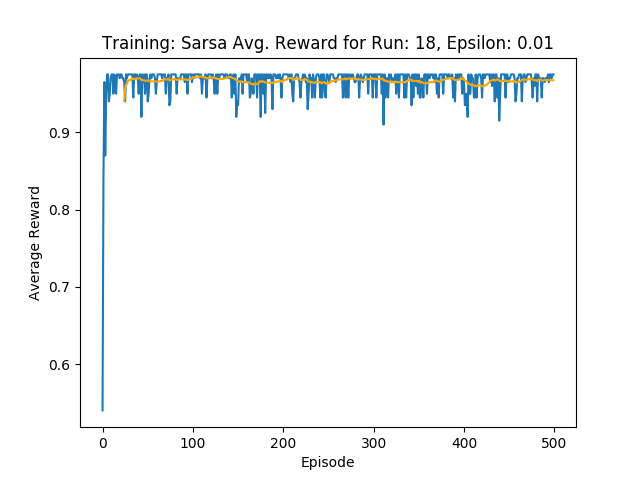 Training: Sarsa Avg. Reward for Run: 18, Epsilon: 0.01
0.9
0.8
0.7
0.6
Average Reward
0 100 200 300 400 500
Episode